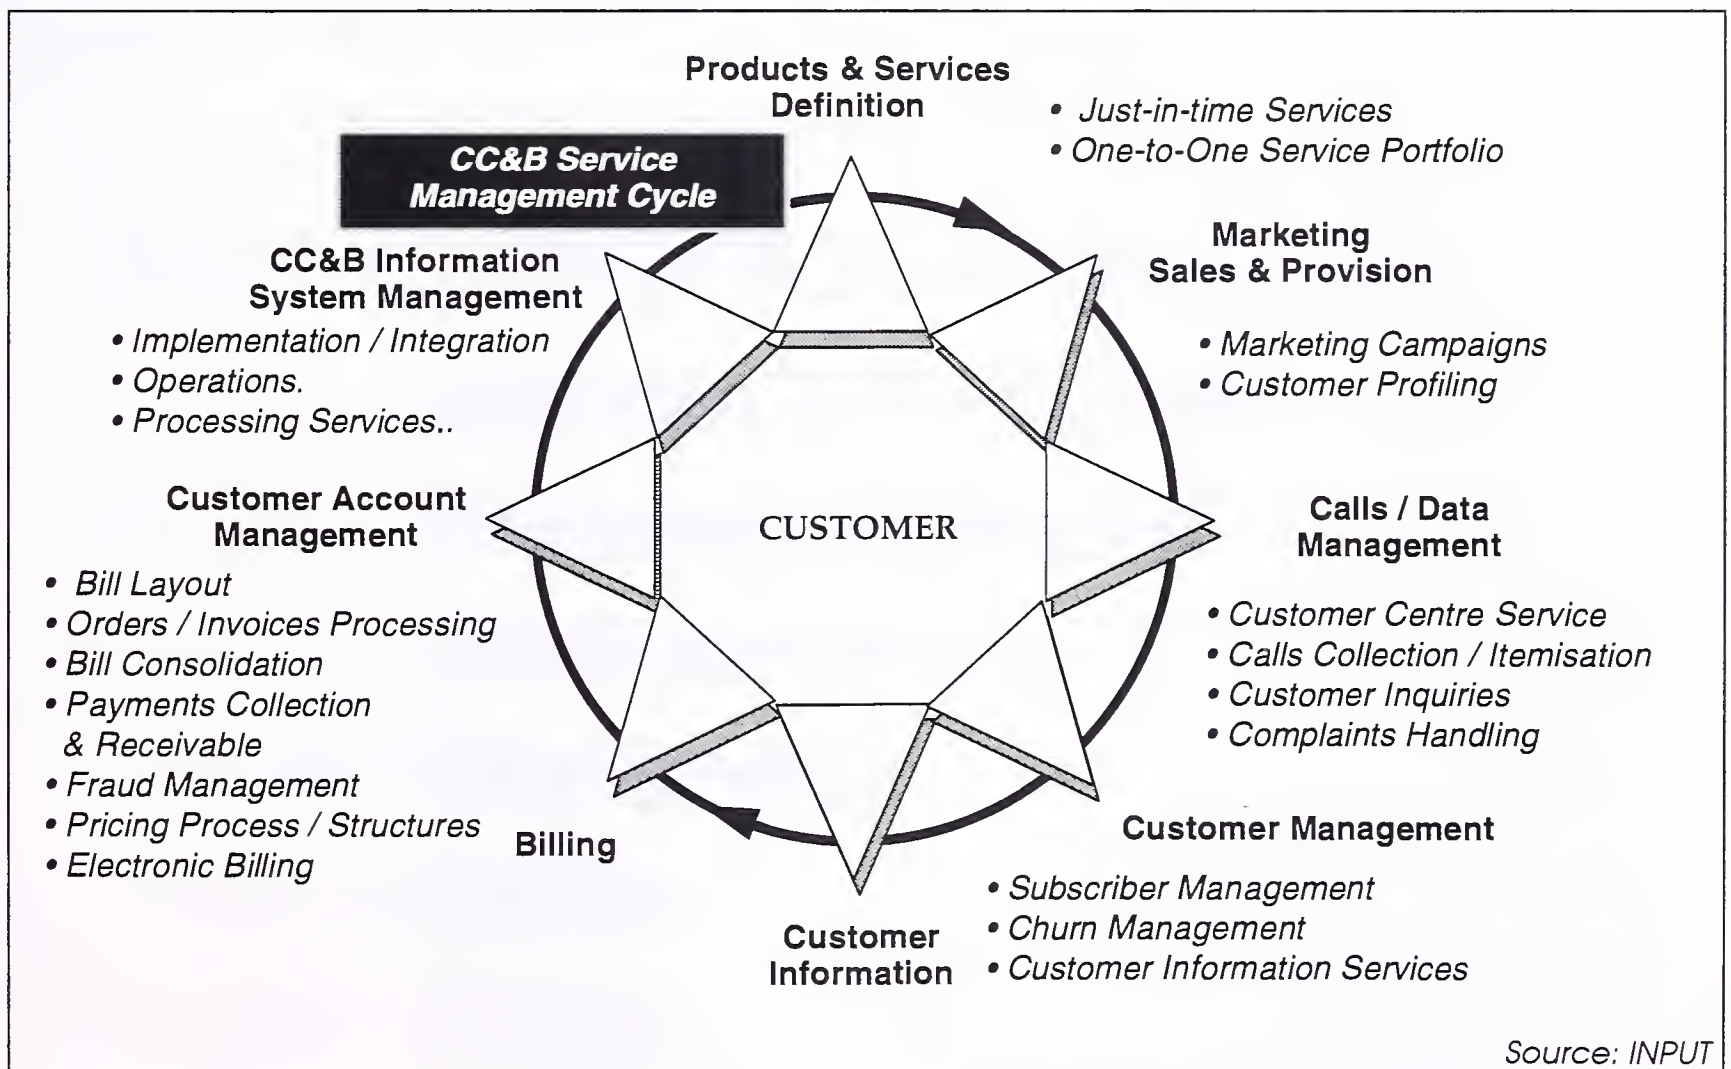 Products & Services
Definition
• Just-in-time Services
• One-to-One Service Portfolio
CC&B Service
Management Cycle
Marketing
Sales & Provision
• Marketing Campaigns
• Customer Profiling
CC&B Information
System Management
• Implementation / Integration
• Operations.
• Processing Services..
Customer Account
Management
• Bill Layout
• Orders / Invoices Processing
• Bill Consolidation
• Payments Collection
& Receivable
• Fraud Management
• Pricing Process / Structures
• Electronic Billing
CUSTOMER
Calls / Data
Management
• Customer Centre Service
• Calls Collection / Itemisation
• Customer Inquiries
• Complaints Handling
Customer Management
• Subscriber Management
• Churn Management
• Customer Information Services
Billing
Customer
Information
Source: INPUT